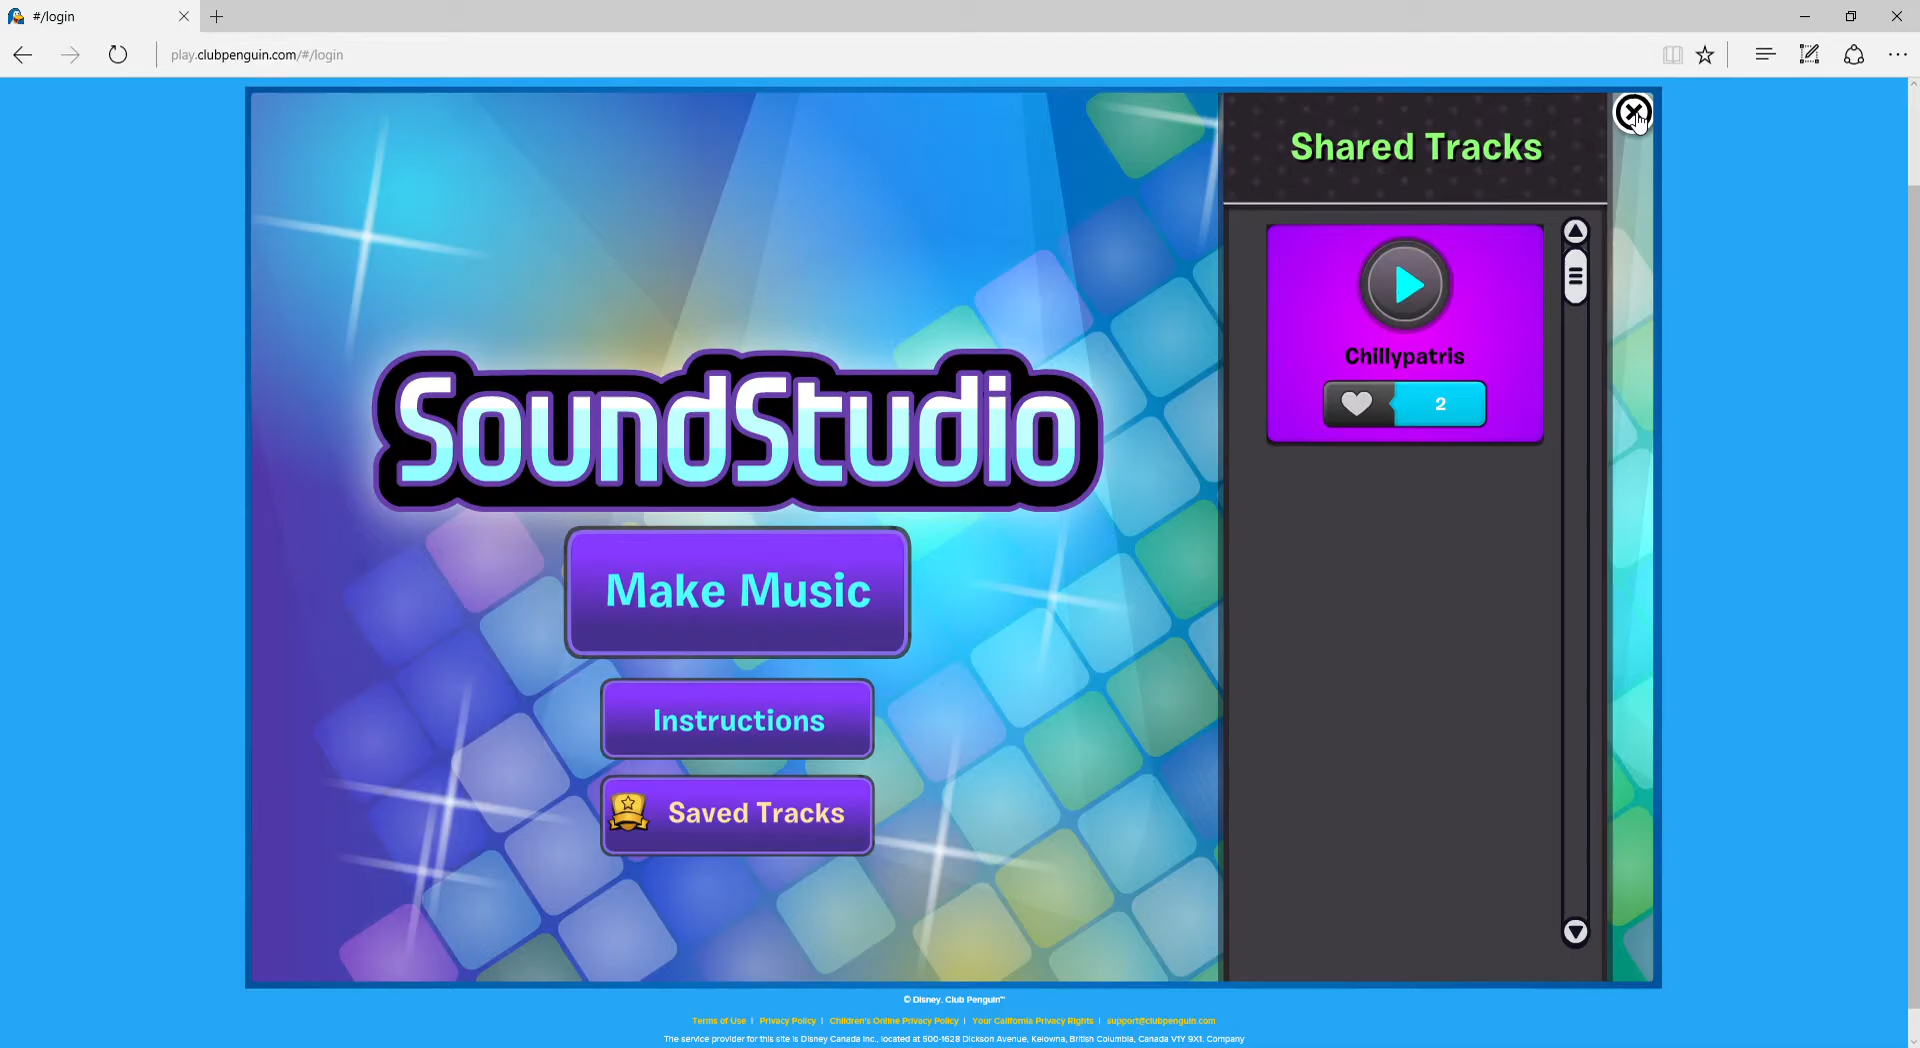 #/login
play.clubpenguin.com/#/login
Shared Tracks
Chillypatris
2
SoundStudio
Make Music
Instructions
Saved Tracks
© Disney. Club Penguin™
Terms of Use | Privacy Policy | Children's Online Privacy Policy | Your California Privacy Rights | support@clubpenguin.com
The service provider for this site is Disney Canada Inc., located at 500-1628 Dickson Avenue, Kelowna, British Columbia, Canada V1Y 9X1. Company